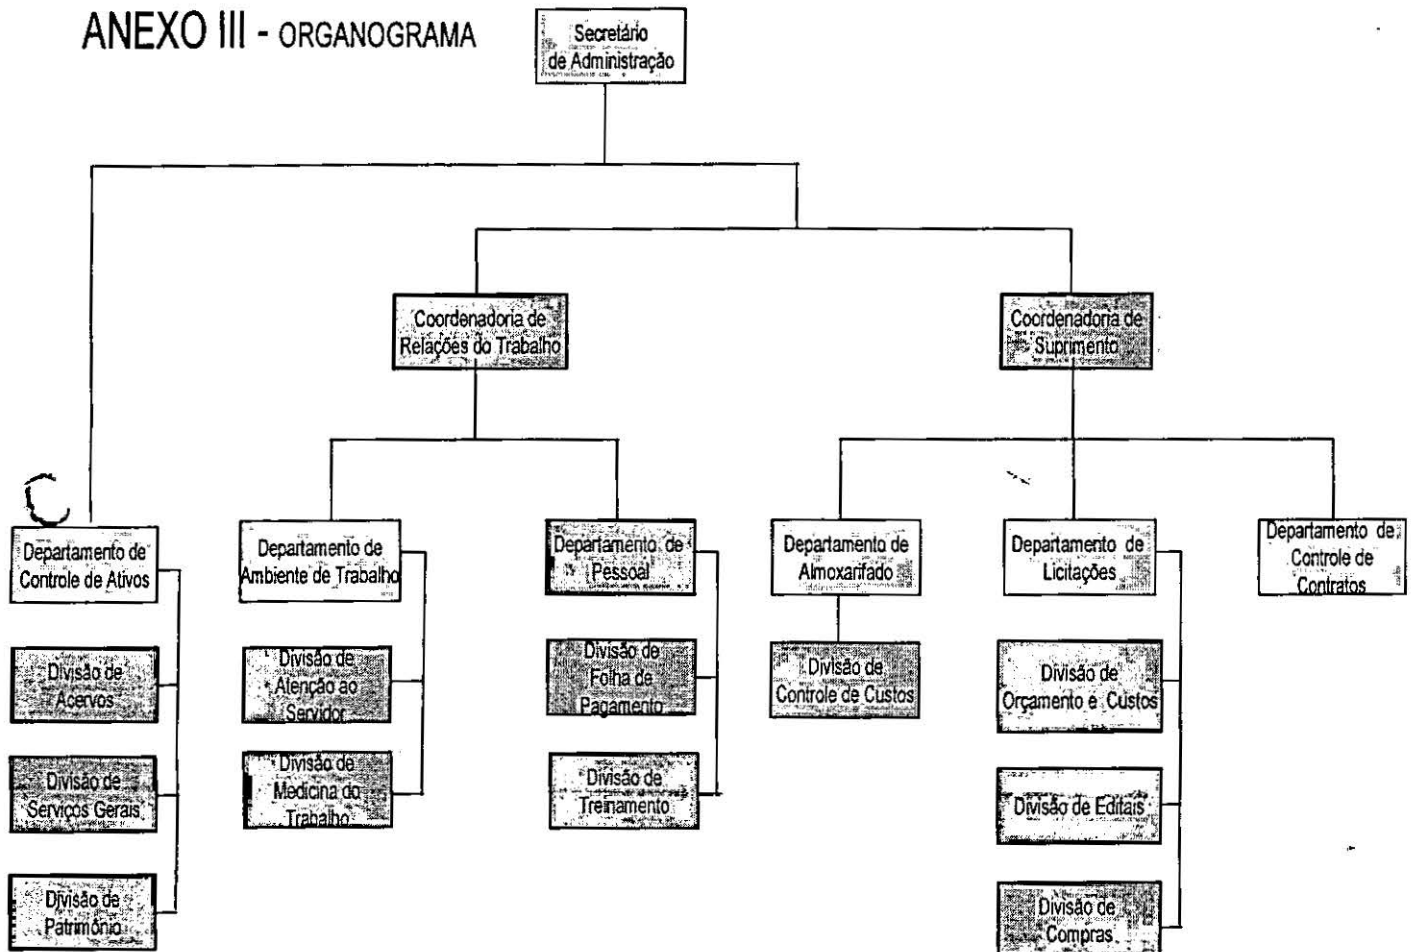 ANEXO III - ORGANOGRAMA
Secretário
de Administração
Coordenadoria de
Relações do Trabalho
Coordenadoria de
Suprimento
Departamento de
Controle de Ativos
Departamento de
Ambiente de Trabalho
Departamento de
Pessoal
Departamento de
Almoxarifado
Departamento de
Licitações
Departamento de
Controle de
Contratos
Divisão de
Acervos
Divisão de
Atenção ao
Servidor
Divisão de
Folha de
Pagamento
Divisão de
Controle de Custos
Divisão de
Orçamento e Custos
Divisão de
Serviços Gerais
Divisão de
Medicina do
Trabalho
Divisão de
Treinamento
Divisão de Editais
Divisão de
Patrimônio
Divisão de
Compras